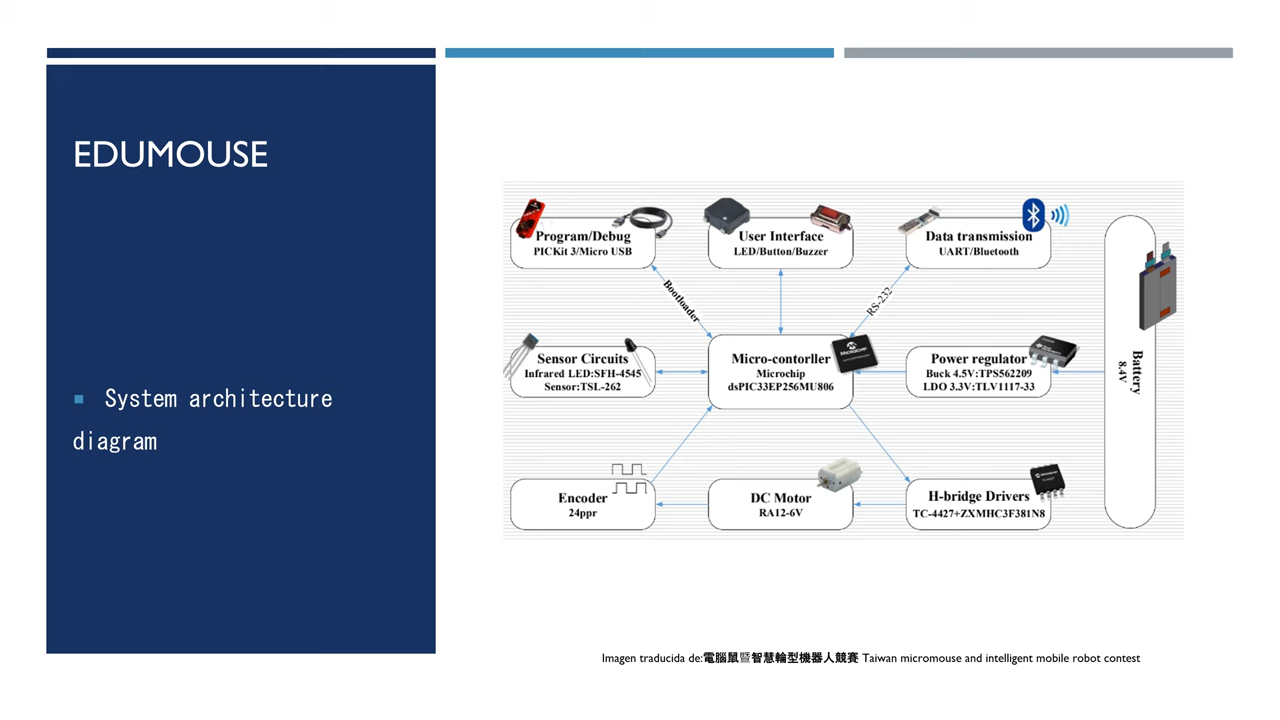 EDUMOUSE
System architecture
diagram
Program/Debug
PICKit 3/Micro USB
User Interface
LED/Button/Buzzer
Data transmission
UART/Bluetooth
Bootloader
RS-232
Sensor Circuits
Infrared LED:SFH-4545
Sensor:TSL-262
Micro-contorller
Microchip
dsPIC33EP256MU806
MICROCHIP
Power regulator
Buck 4.5V:TPS562209
LDO 3.3V:TLV1117-33
Battery
8.4V
Encoder
24ppr
DC Motor
RA12-6V
H-bridge Drivers
TC-4427+ZXMHC3F381N8
Imagen traducida de:電腦鼠暨智慧輪型機器人競賽 Taiwan micromouse and intelligent mobile robot contest